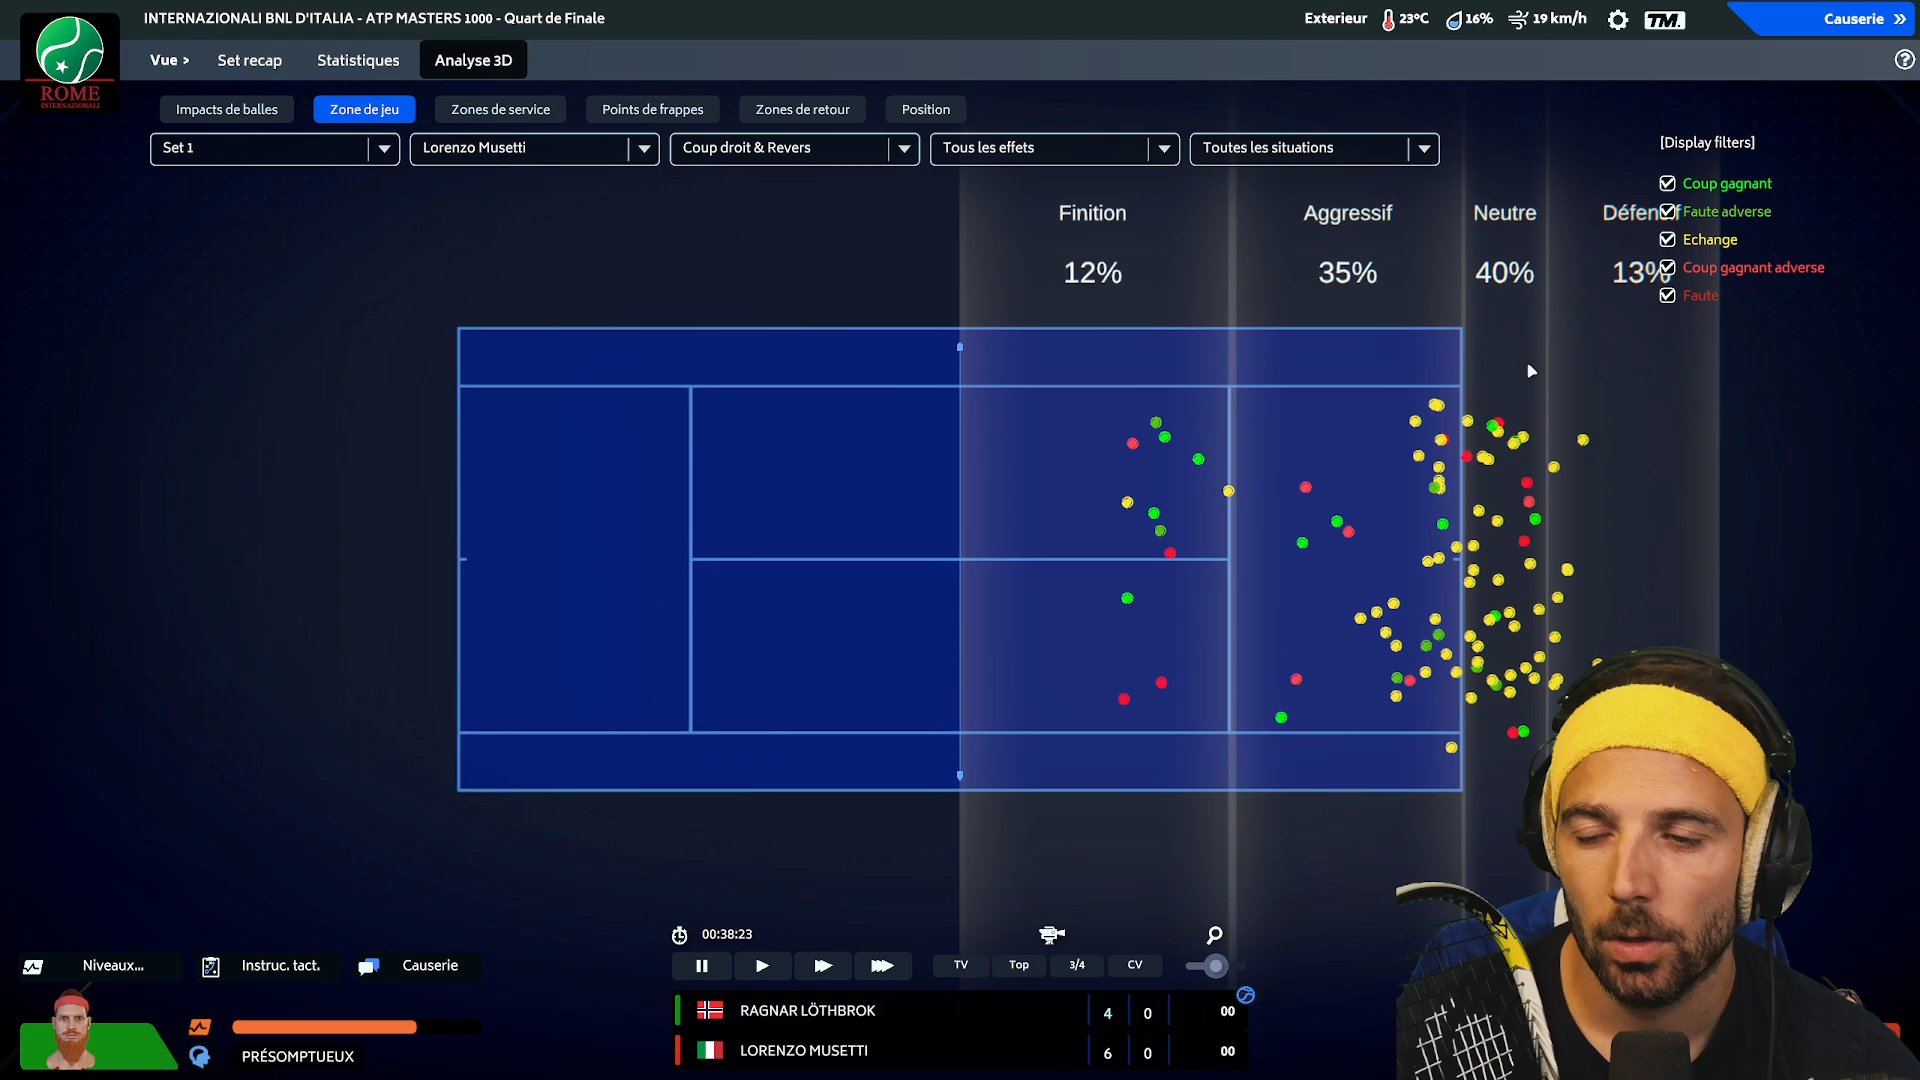 INTERNAZIONALI BNL D'ITALIA - ATP MASTERS 1000 - Quart de Finale
Exterieur 23°C 16% 19 km/h TM. Causerie »
ROME
INTERNAZIONALI
Vue > Set recap Statistiques Analyse 3D
Impacts de balles Zone de jeu Zones de service Points de frappes Zones de retour Position
Set 1 Lorenzo Musetti Coup droit & Revers Tous les effets Toutes les situations
[Display filters]
Coup gagnant
Faute adverse
Echange
Coup gagnant adverse
Faute
Finition Aggressif Neutre Défensif
12% 35% 40% 13%
00:38:23
TV Top 3/4 CV
Niveaux... Instruc. tact. Causerie
PRÉSOMPTUEUX
RAGNAR LÖTHBROK 4 0 00
LORENZO MUSETTI 6 0 00